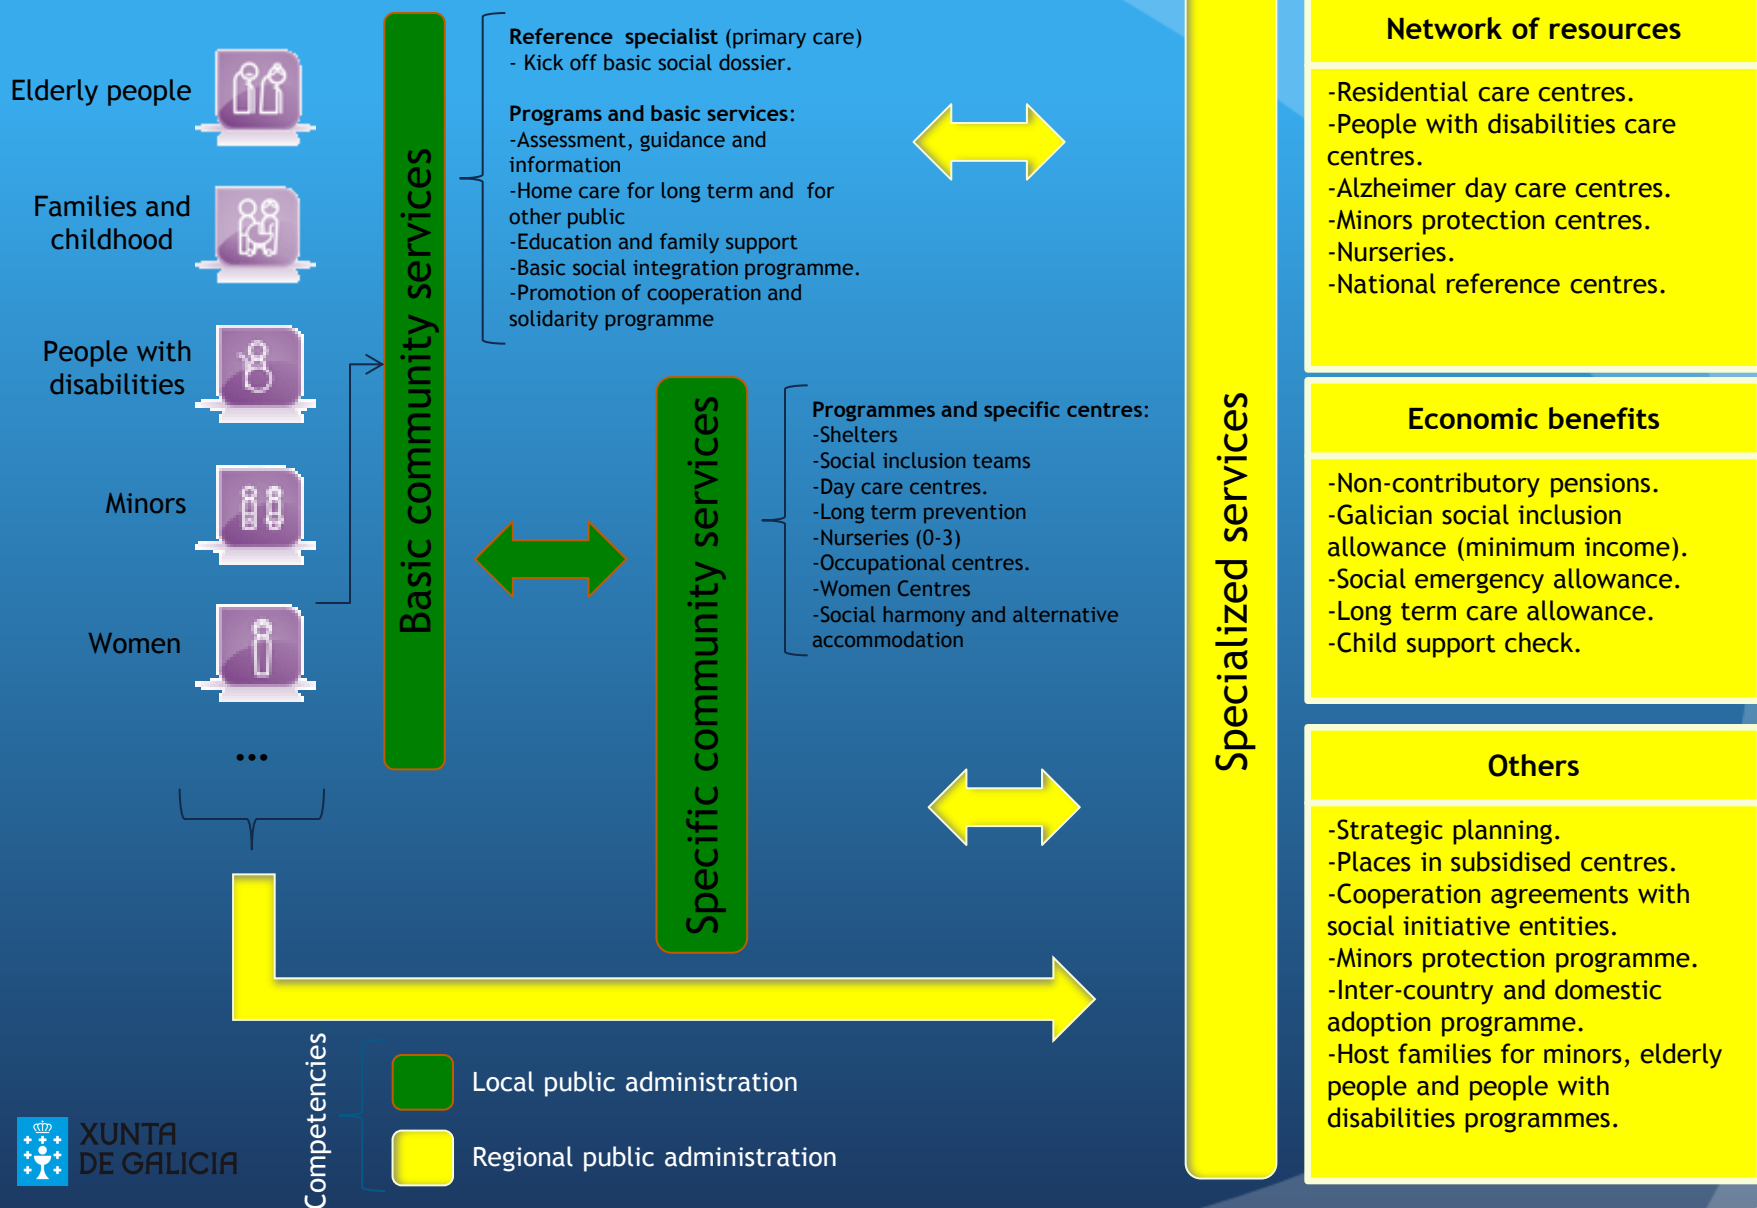 Elderly people
Families and
childhood
People with
disabilities
Minors
Women
...
Basic community services
Reference specialist (primary care)
- Kick off basic social dossier.
Programs and basic services:
-Assessment, guidance and
information
-Home care for long term and for
other public
-Education and family support
-Basic social integration programme.
-Promotion of cooperation and
solidarity programme
Specific community services
Programmes and specific centres:
-Shelters
-Social inclusion teams
-Day care centres.
-Long term prevention
-Nurseries (0-3)
-Occupational centres.
-Women Centres
-Social harmony and alternative
accommodation
Specialized services
Network of resources
-Residential care centres.
-People with disabilities care
centres.
-Alzheimer day care centres.
-Minors protection centres.
-Nurseries.
-National reference centres.
Economic benefits
-Non-contributory pensions.
-Galician social inclusion
allowance (minimum income).
-Social emergency allowance.
-Long term care allowance.
-Child support check.
Others
-Strategic planning.
-Places in subsidised centres.
-Cooperation agreements with
social initiative entities.
-Minors protection programme.
-Inter-country and domestic
adoption programme.
-Host families for minors, elderly
people and people with
disabilities programmes.
Competencies
Local public administration
Regional public administration
XUNTA
DE GALICIA